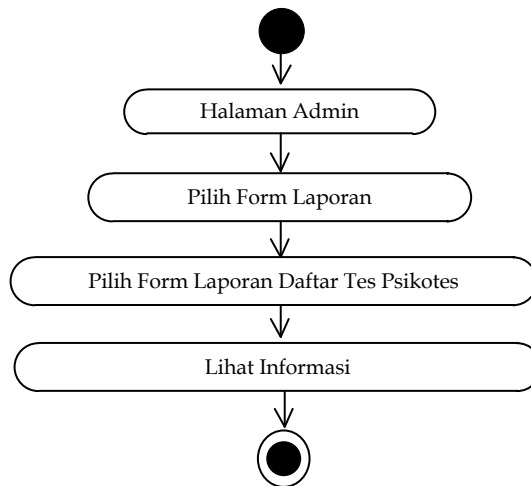 Halaman Admin
Pilih Form Laporan
Pilih Form Laporan Daftar Tes Psikotes
Lihat Informasi